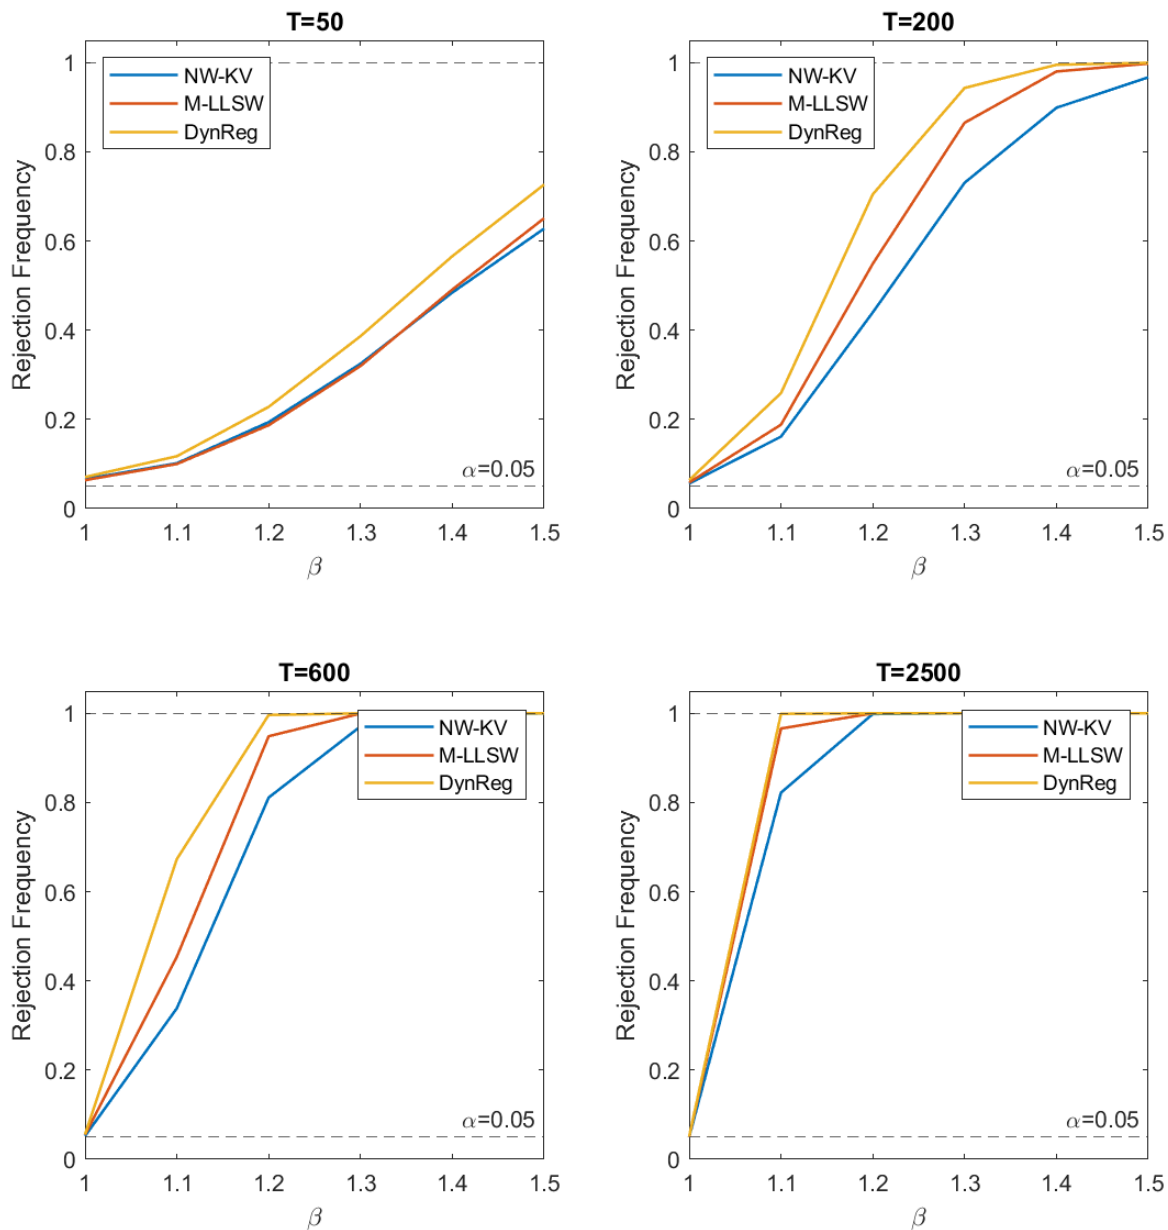 T=50
1
0.8
0.6
0.4
0.2
0
Rejection Frequency
NW-KV
M-LLSW
DynReg
α=0.05
1 1.1 1.2 1.3 1.4 1.5
β
T=200
1
0.8
0.6
0.4
0.2
0
Rejection Frequency
NW-KV
M-LLSW
DynReg
α=0.05
1 1.1 1.2 1.3 1.4 1.5
β
T=600
1
0.8
0.6
0.4
0.2
0
Rejection Frequency
NW-KV
M-LLSW
DynReg
α=0.05
1 1.1 1.2 1.3 1.4 1.5
β
T=2500
1
0.8
0.6
0.4
0.2
0
Rejection Frequency
NW-KV
M-LLSW
DynReg
α=0.05
1 1.1 1.2 1.3 1.4 1.5
β